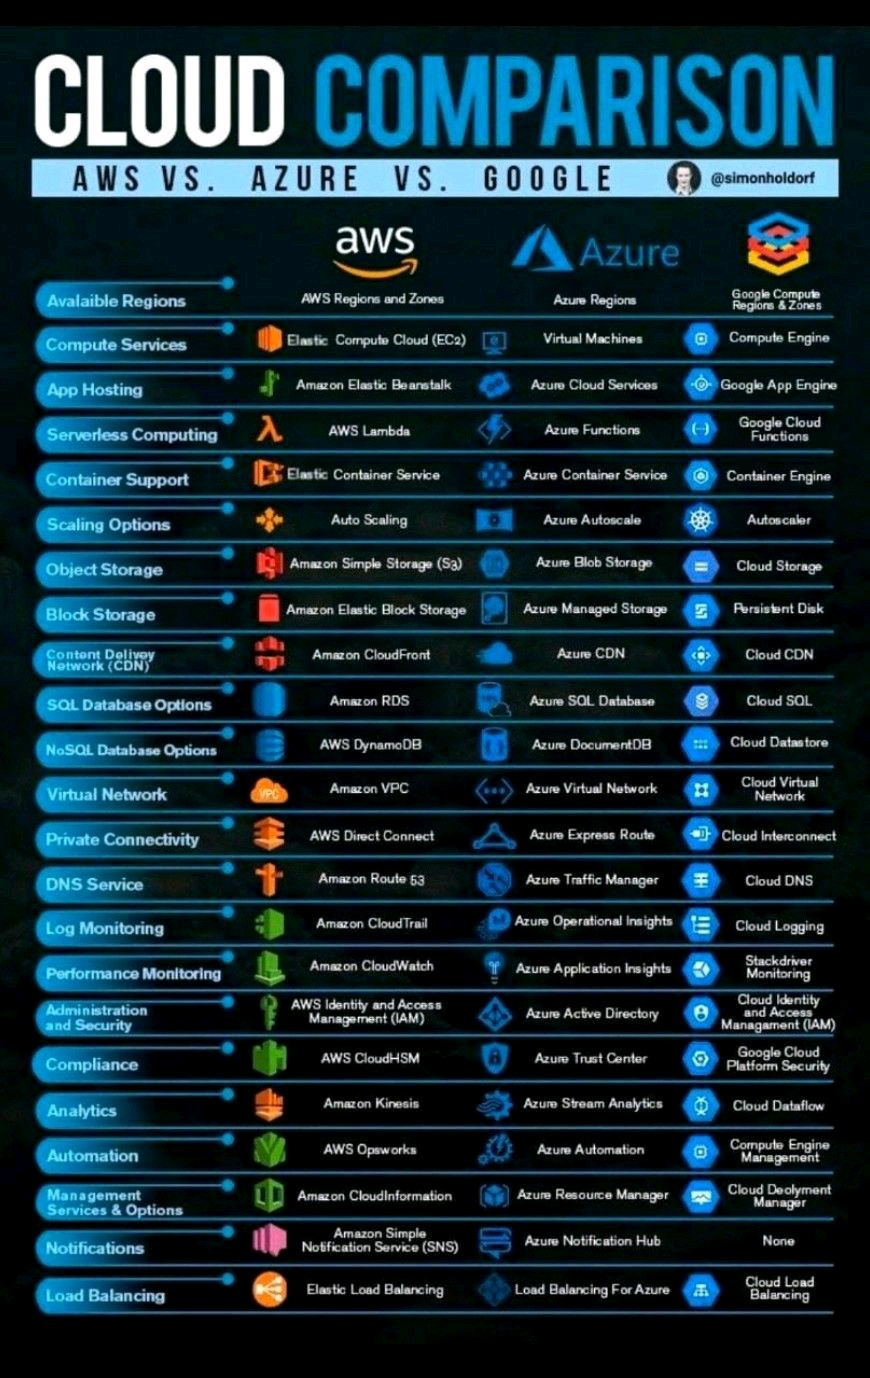 CLOUD COMPARISON
AWS VS. AZURE VS. GOOGLE @simonholdorf
aws Azure
Avalaible Regions AWS Regions and Zones Azure Regions Google Compute
Regions & Zones
Compute Services Elastic Compute Cloud (EC2) Virtual Machines Compute Engine
App Hosting Amazon Elastic Beanstalk Azure Cloud Services Google App Engine
Serverless Computing AWS Lambda Azure Functions Google Cloud
Functions
Container Support Elastic Container Service Azure Container Service Container Engine
Scaling Options Auto Scaling Azure Autoscale Autoscaler
Object Storage Amazon Simple Storage (S3) Azure Blob Storage Cloud Storage
Block Storage Amazon Elastic Block Storage Azure Managed Storage Persistent Disk
Content Delivey
Network (CDN) Amazon CloudFront Azure CDN Cloud CDN
SQL Database Options Amazon RDS Azure SQL Database Cloud SQL
NoSQL Database Options AWS DynamoDB Azure DocumentDB Cloud Datastore
Virtual Network VPC Amazon VPC Azure Virtual Network Cloud Virtual
Network
Private Connectivity AWS Direct Connect Azure Express Route Cloud Interconnect
DNS Service Amazon Route 53 Azure Traffic Manager Cloud DNS
Log Monitoring Amazon CloudTrail Azure Operational Insights Cloud Logging
Performance Monitoring Amazon CloudWatch Azure Application Insights Stackdriver
Monitoring
Administration
and Security AWS Identity and Access
Management (IAM) Azure Active Directory Cloud Identity
and Access
Managament (IAM)
Compliance AWS CloudHSM Azure Trust Center Google Cloud
Platform Security
Analytics Amazon Kinesis Azure Stream Analytics Cloud Dataflow
Automation AWS Opsworks Azure Automation Compute Engine
Management
Management
Services & Options Amazon CloudInformation Azure Resource Manager Cloud Deolyment
Manager
Notifications Amazon Simple
Notification Service (SNS) Azure Notification Hub None
Load Balancing Elastic Load Balancing Load Balancing For Azure Cloud Load
Balancing